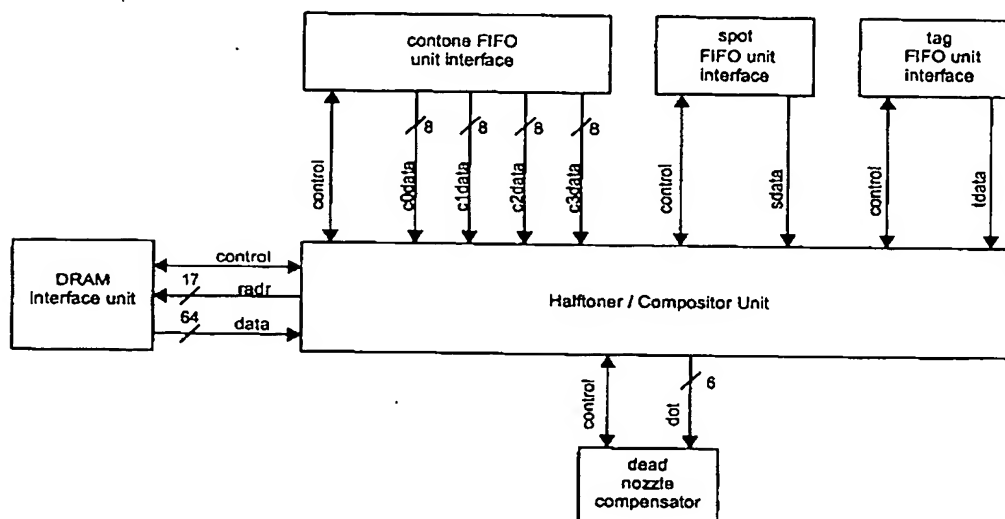 contone FIFO
unit interface
spot
FIFO unit
interface
tag
FIFO unit
interface
8
8
8
8
control
c0data
c1data
c2data
c3data
control
sdata
control
tdata
DRAM
Interface unit
control
17
radr
64
data
Halftoner / Compositor Unit
control
dot
6
dead
nozzle
compensator